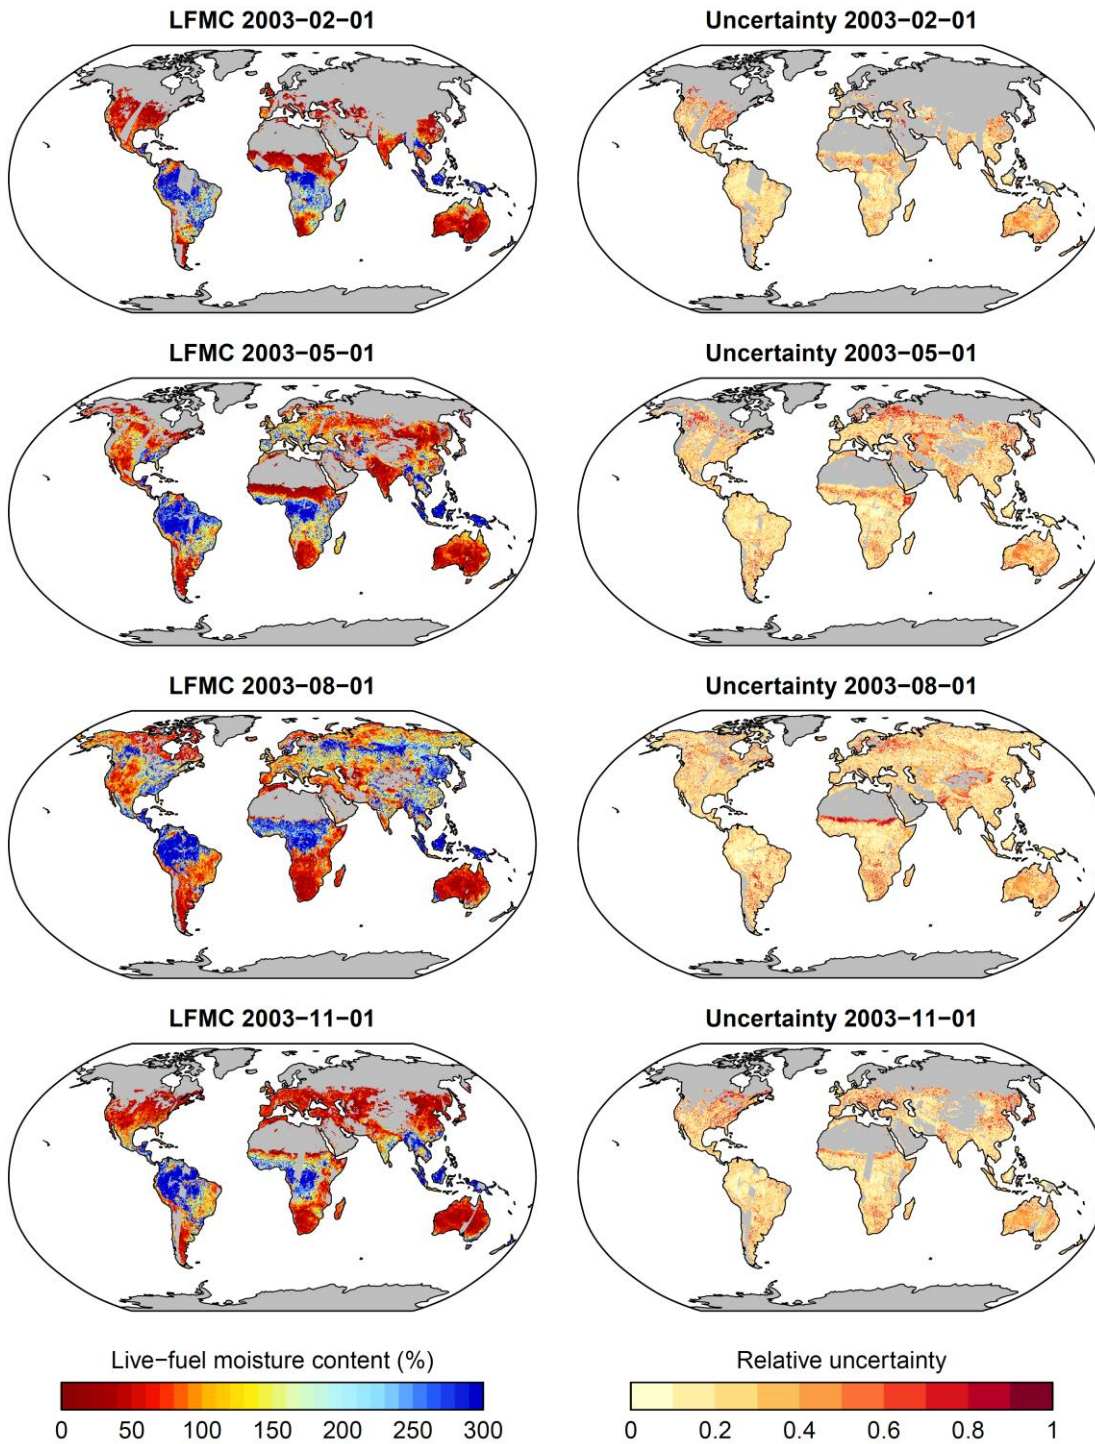 LFMC 2003−02−01
Uncertainty 2003−02−01
LFMC 2003−05−01
Uncertainty 2003−05−01
LFMC 2003−08−01
Uncertainty 2003−08−01
LFMC 2003−11−01
Uncertainty 2003−11−01
Live−fuel moisture content (%)
0 50 100 150 200 250 300
Relative uncertainty
0 0.2 0.4 0.6 0.8 1